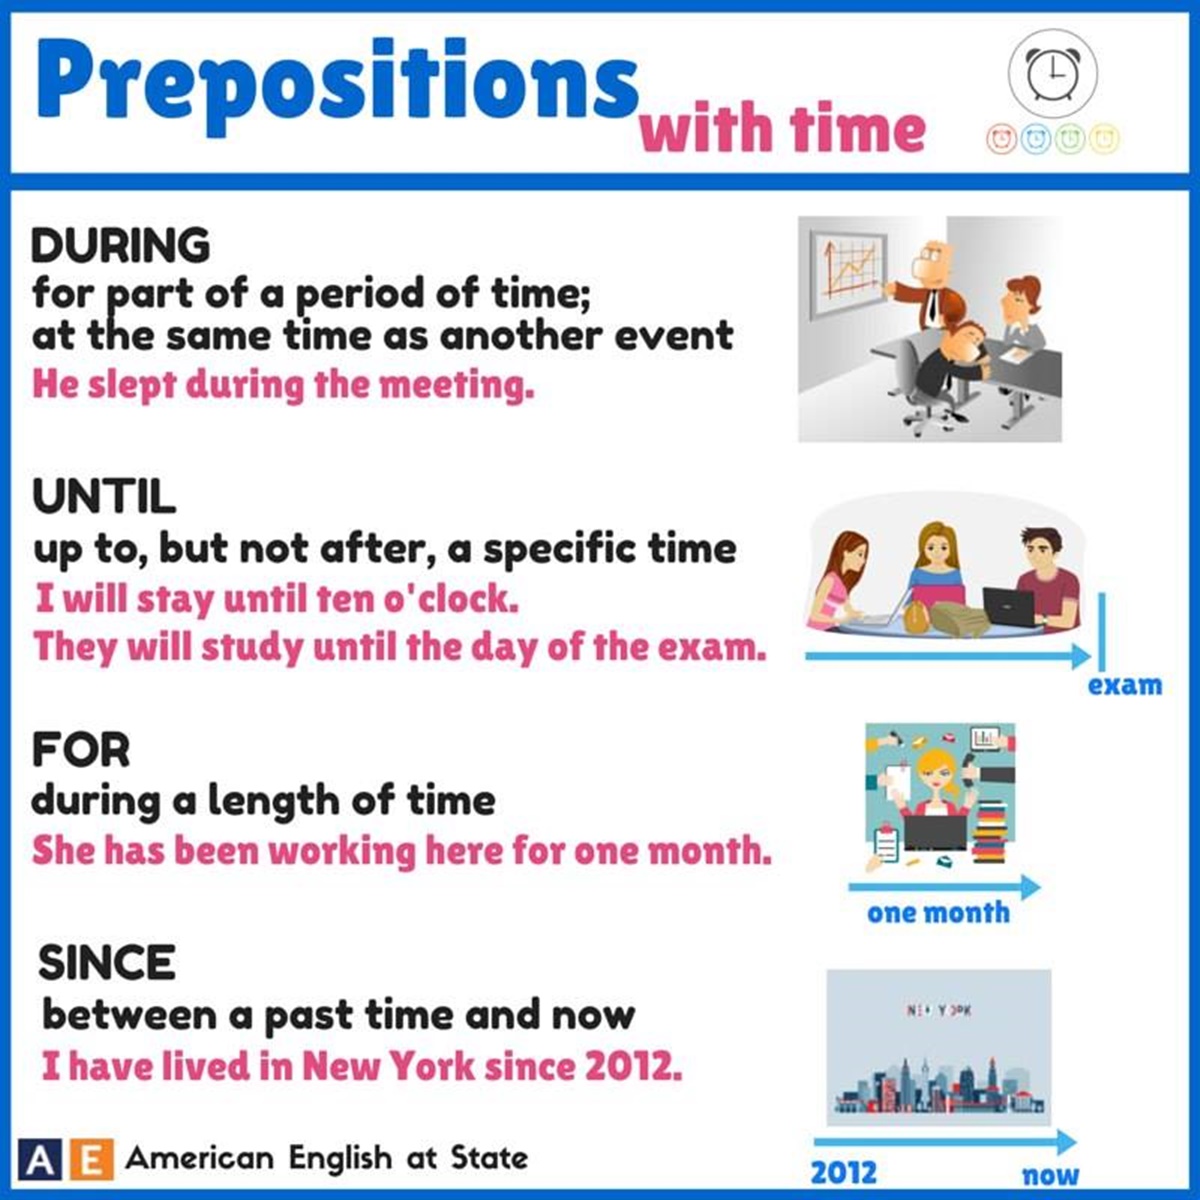 Prepositions
with time
DURING
for part of a period of time;
at the same time as another event
He slept during the meeting.
UNTIL
up to, but not after, a specific time
I will stay until ten o'clock.
They will study until the day of the exam.
exam
FOR
during a length of time
She has been working here for one month.
one month
SINCE
between a past time and now
I have lived in New York since 2012.
NEW YORK
2012
now
A E American English at State